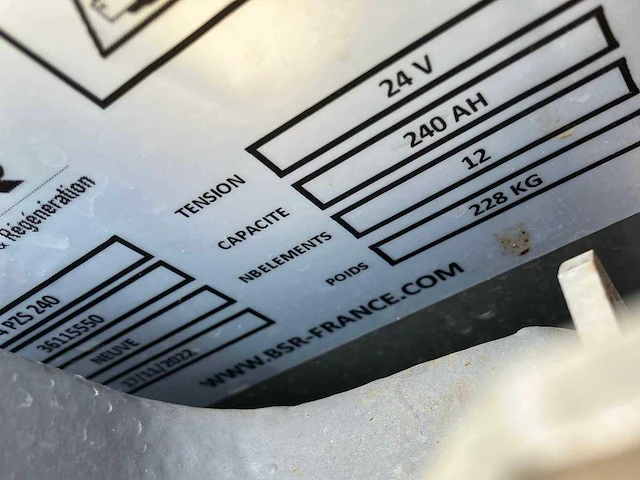 & Régénération
TENSION 24 V
CAPACITE 240 AH
NBELEMENTS 12
POIDS 228 KG
4 PZS 240
36115550
NEUVE
17/11/2022
WWW.BSR-FRANCE.COM